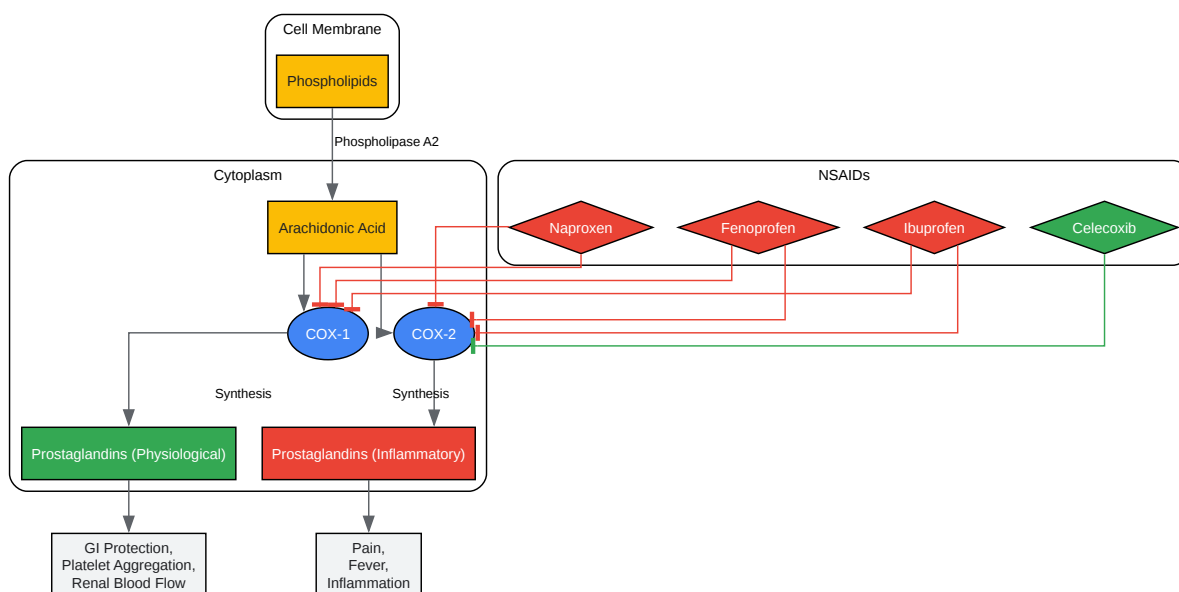 Cell Membrane
Phospholipids
Phospholipase A2
Cytoplasm
NSAIDs
Arachidonic Acid
Naproxen
Fenoprofen
Ibuprofen
Celecoxib
COX-1
COX-2
Synthesis
Synthesis
Prostaglandins (Physiological)
Prostaglandins (Inflammatory)
GI Protection,
Platelet Aggregation,
Renal Blood Flow
Pain,
Fever,
Inflammation